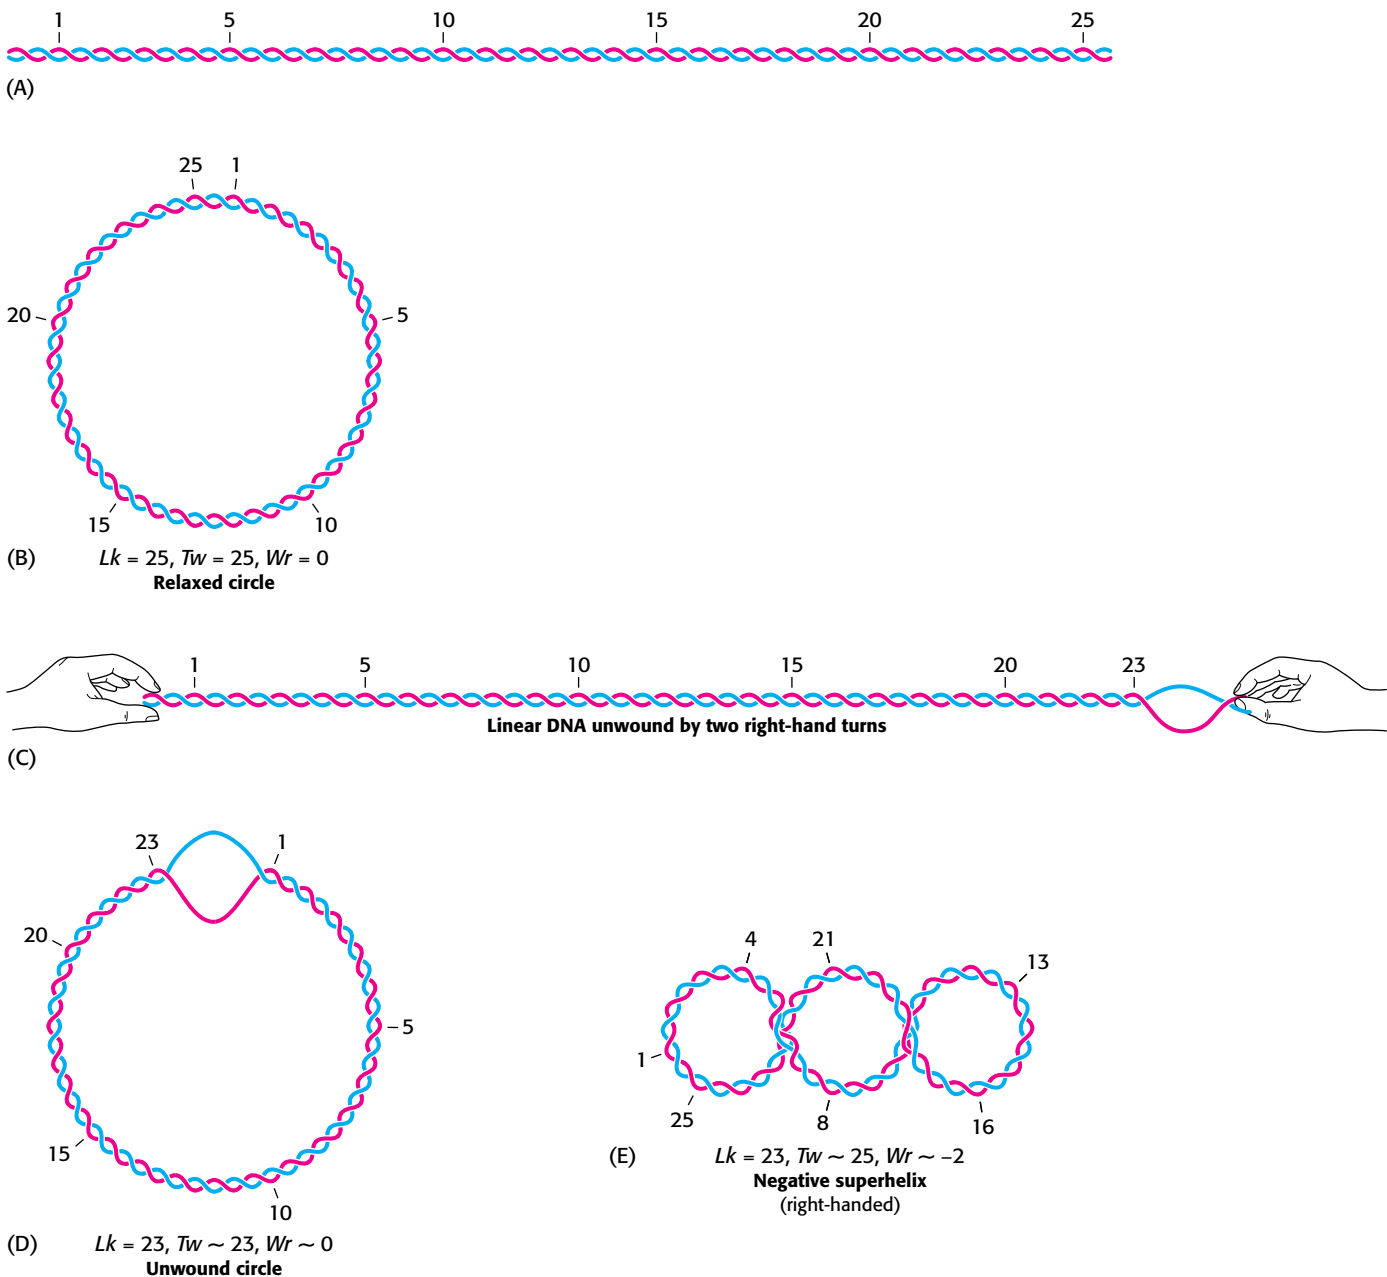 1 5 10 15 20 25
(A)
25 1
20 5
15 10
(B) Lk = 25, Tw = 25, Wr = 0
Relaxed circle
1 5 10 15 20 23
Linear DNA unwound by two right-hand turns
(C)
23 1
20
5
15
10
(D) Lk = 23, Tw ~ 23, Wr ~ 0
Unwound circle
4 21 13
1
25 8 16
(E) Lk = 23, Tw ~ 25, Wr ~ –2
Negative superhelix
(right-handed)